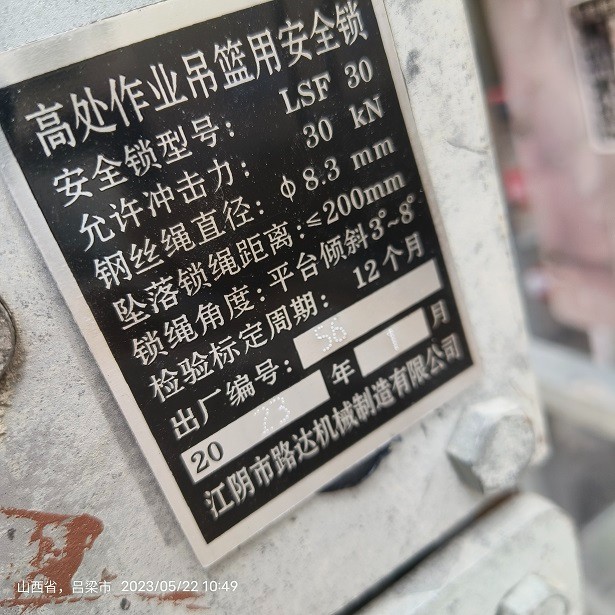 高处作业吊篮用安全锁
安全锁型号: LSF 30
允许冲击力: 30 kN
钢丝绳直径: φ8.3 mm
坠落锁绳距离:≤200mm
锁绳角度:平台倾斜3°~8°
检验标定周期: 12个月
出厂编号: 56
2023年1月
江阴市路达机械制造有限公司
山西省，吕梁市 2023/05/22 10:49